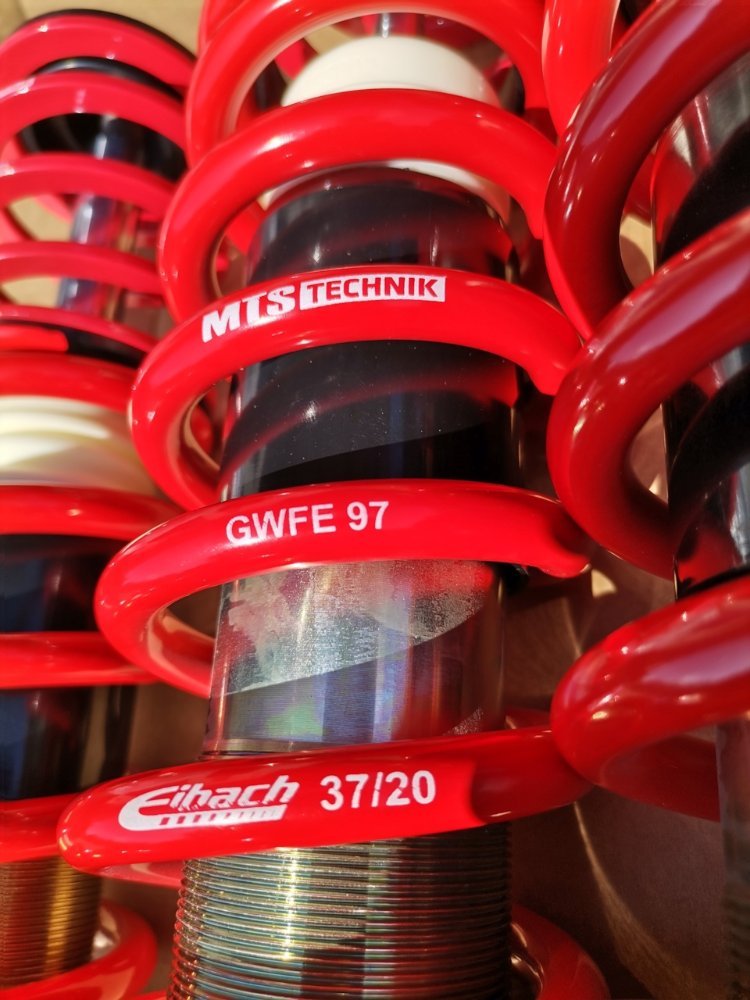 MTS TECHNIK
GWFE 97
Eibach 37/20